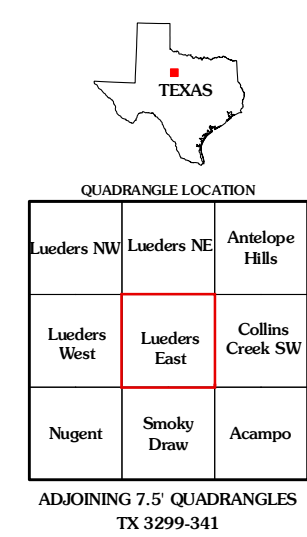 TEXAS
QUADRANGLE LOCATION
Lueders NW
Lueders NE
Antelope
Hills
Lueders
West
Lueders
East
Collins
Creek SW
Nugent
Smoky
Draw
Acampo
ADJOINING 7.5' QUADRANGLES
TX 3299-341